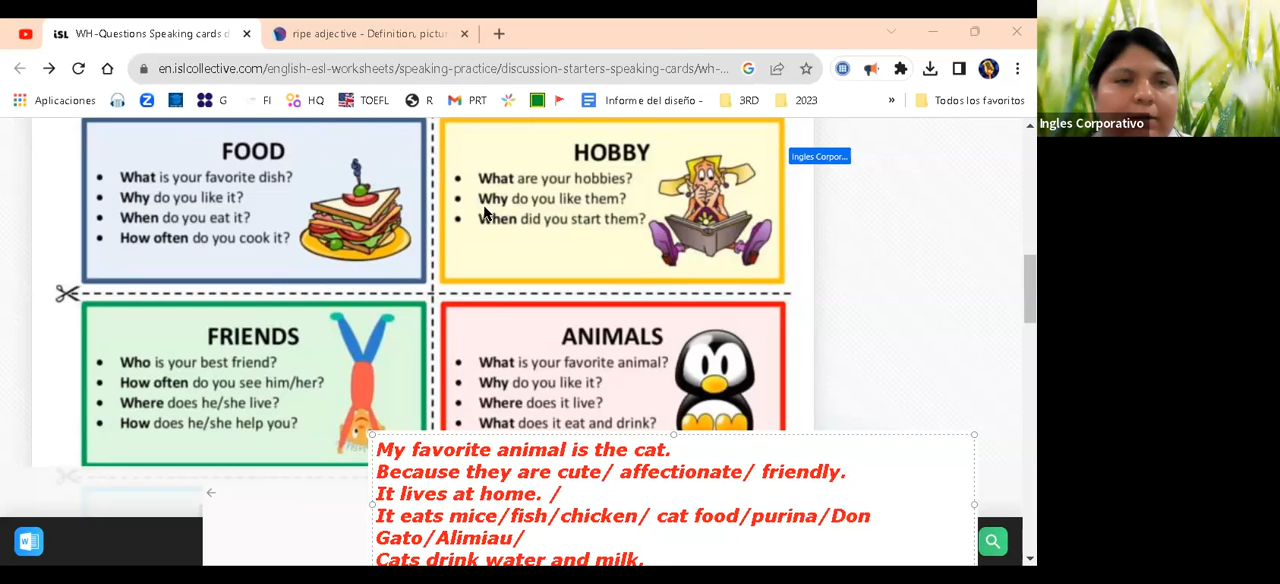 WH-Questions Speaking cards d
ripe adjective - Definition, pictur
en.islcollective.com/english-esl-worksheets/speaking-practice/discussion-starters-speaking-cards/wh-...
Aplicaciones
G
FI
HQ
TOEFL
R
PRT
Informe del diseño -
3RD
2023
»
Todos los favoritos
Ingles Corporativo
Ingles Corpor...
FOOD
• What is your favorite dish?
• Why do you like it?
• When do you eat it?
• How often do you cook it?
HOBBY
• What are your hobbies?
• Why do you like them?
• When did you start them?
FRIENDS
• Who is your best friend?
• How often do you see him/her?
• Where does he/she live?
• How does he/she help you?
ANIMALS
• What is your favorite animal?
• Why do you like it?
• Where does it live?
• What does it eat and drink?
My favorite animal is the cat.
Because they are cute/ affectionate/ friendly.
It lives at home. /
It eats mice/fish/chicken/ cat food/purina/Don
Gato/Alimiau/
Cats drink water and milk.